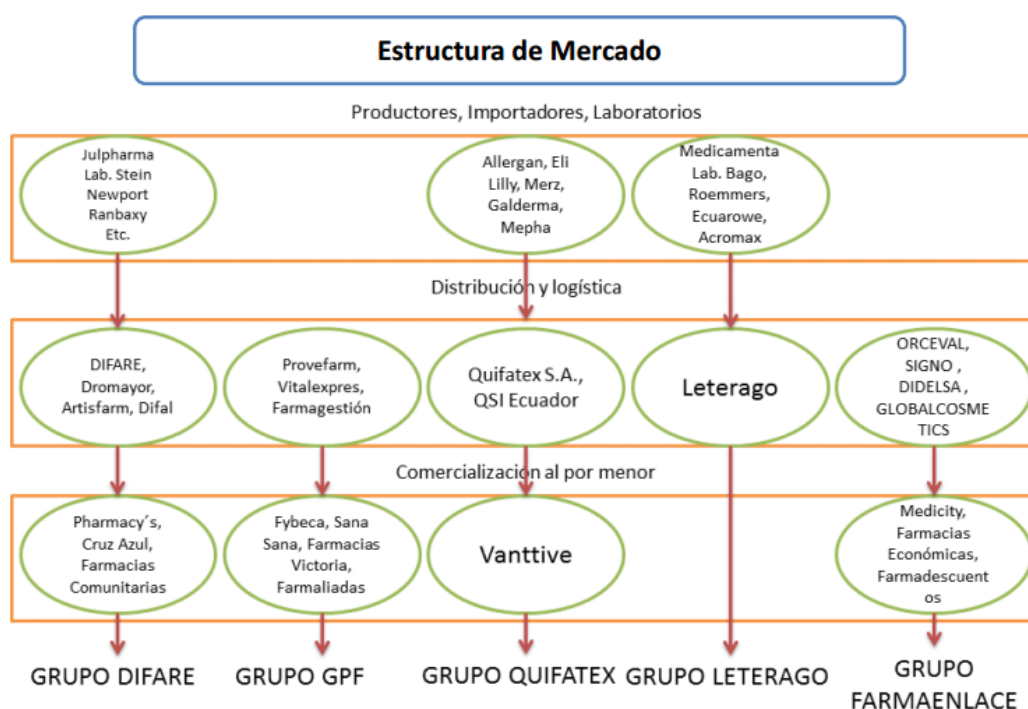 Estructura de Mercado
Productores, Importadores, Laboratorios
Julpharma
Lab. Stein
Newport
Ranbaxy
Etc.
Allergan, Eli
Lilly, Merz,
Galderma,
Mepha
Medicamenta
Lab. Bago,
Roemmers,
Ecuarowe,
Acromax
Distribución y logística
DIFARE,
Dromayor,
Artisfarm, Difal
Provefarm,
Vitalexpres,
Farmagestión
Quifatex S.A.,
QSI Ecuador
Leterago
ORCEVAL,
SIGNO ,
DIDELSA ,
GLOBALCOSME
TICS
Comercialización al por menor
Pharmacy´s,
Cruz Azul,
Farmacias
Comunitarias
Fybeca, Sana
Sana, Farmacias
Victoria,
Farmaliadas
Vanttive
Medicity,
Farmacias
Económicas,
Farmadescuent
os
GRUPO DIFARE
GRUPO GPF
GRUPO QUIFATEX
GRUPO LETERAGO
GRUPO
FARMAENLACE